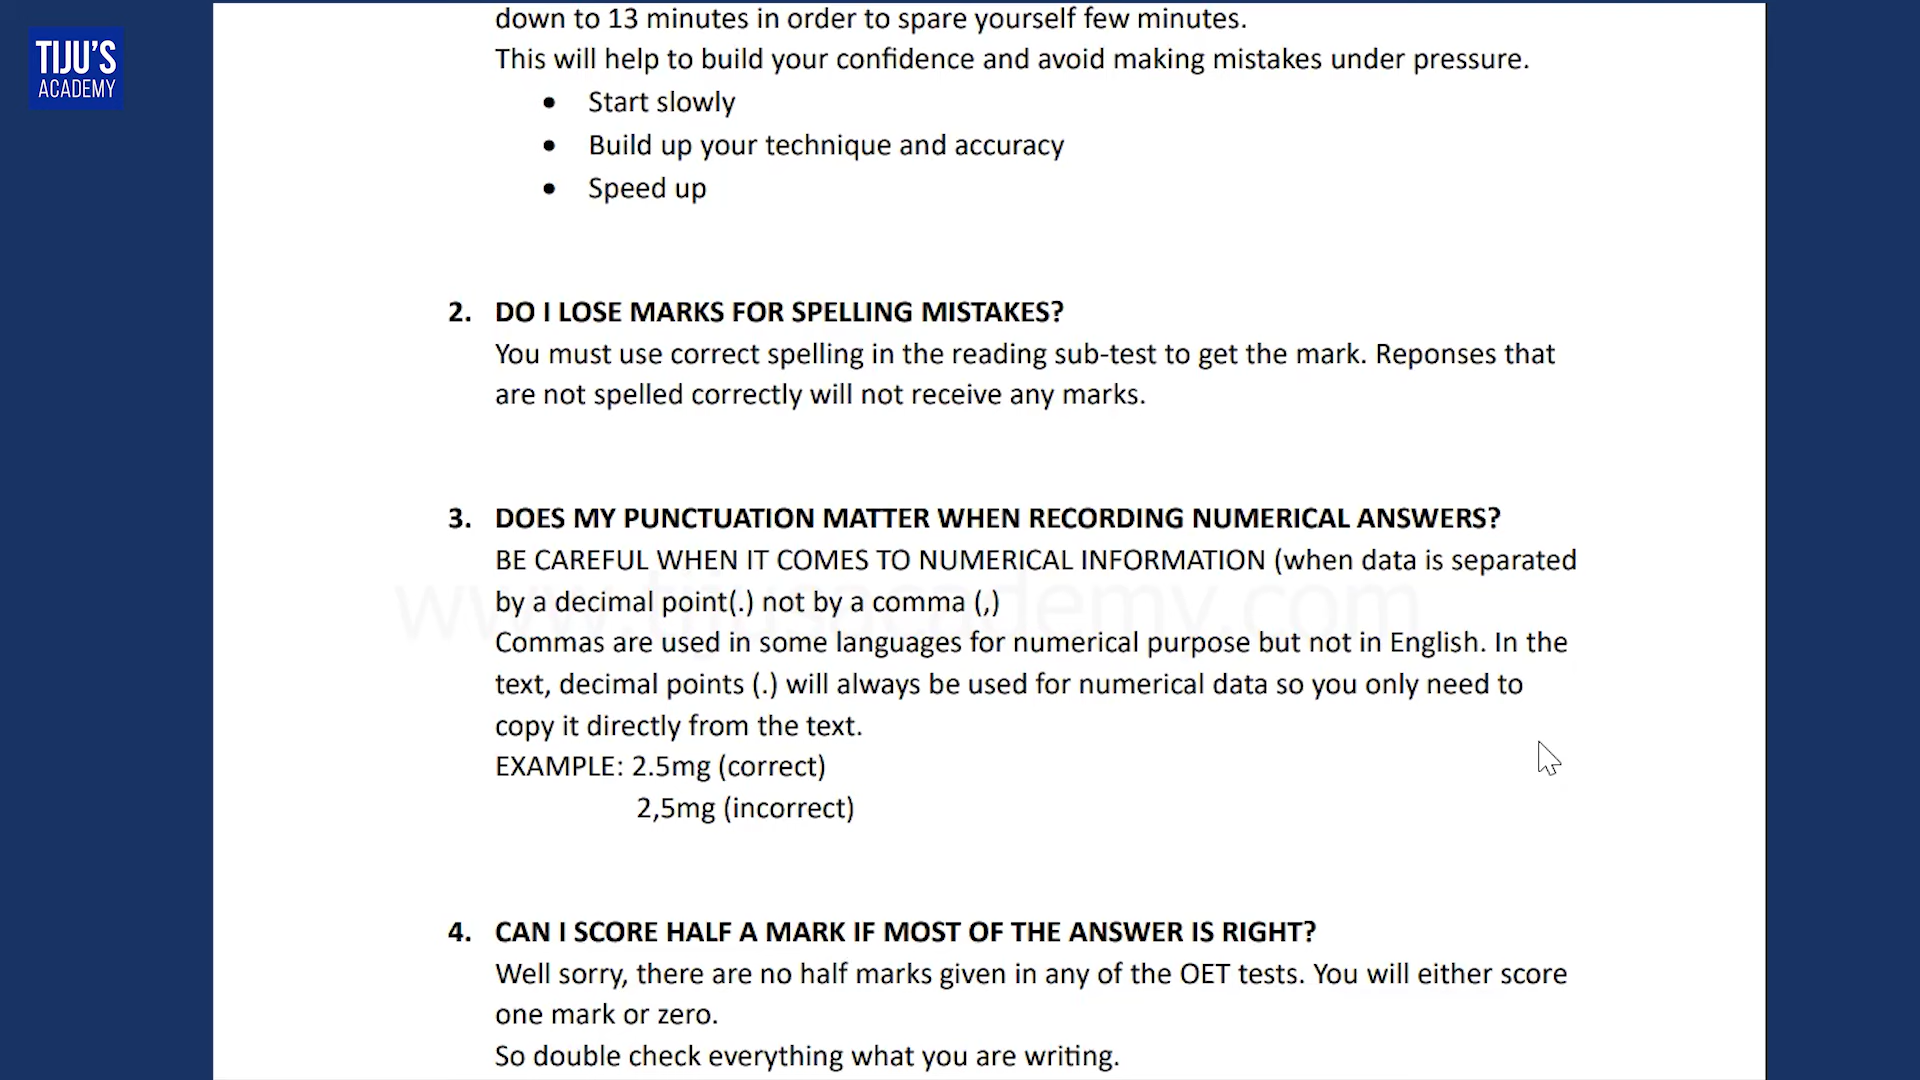 TIJU'S
ACADEMY
down to 13 minutes in order to spare yourself few minutes.
This will help to build your confidence and avoid making mistakes under pressure.
• Start slowly
• Build up your technique and accuracy
• Speed up
2. DO I LOSE MARKS FOR SPELLING MISTAKES?
You must use correct spelling in the reading sub-test to get the mark. Reponses that
are not spelled correctly will not receive any marks.
3. DOES MY PUNCTUATION MATTER WHEN RECORDING NUMERICAL ANSWERS?
BE CAREFUL WHEN IT COMES TO NUMERICAL INFORMATION (when data is separated
by a decimal point(.) not by a comma (,)
www.tijusacademy.com
Commas are used in some languages for numerical purpose but not in English. In the
text, decimal points (.) will always be used for numerical data so you only need to
copy it directly from the text.
EXAMPLE: 2.5mg (correct)
2,5mg (incorrect)
4. CAN I SCORE HALF A MARK IF MOST OF THE ANSWER IS RIGHT?
Well sorry, there are no half marks given in any of the OET tests. You will either score
one mark or zero.
So double check everything what you are writing.